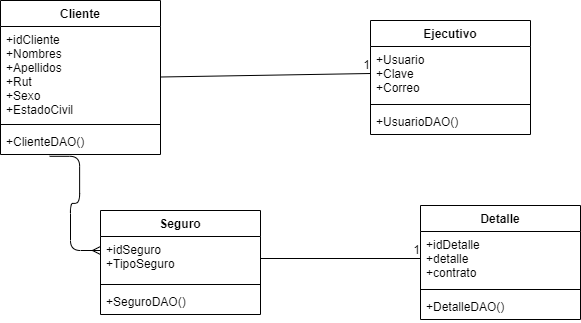 Cliente
+idCliente
+Nombres
+Apellidos
+Rut
+Sexo
+EstadoCivil
+ClienteDAO()
Ejecutivo
1
+Usuario
+Clave
+Correo
+UsuarioDAO()
Seguro
+idSeguro
+TipoSeguro
+SeguroDAO()
Detalle
1
+idDetalle
+detalle
+contrato
+DetalleDAO()